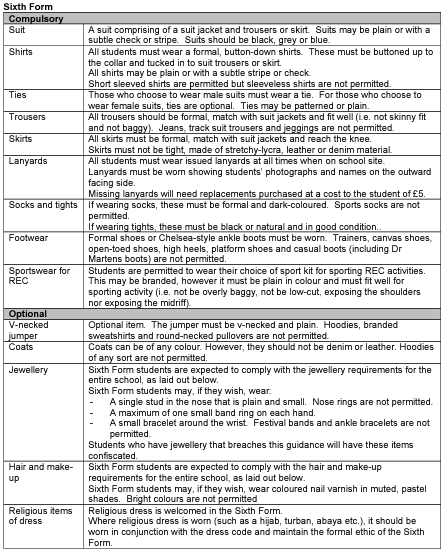 Sixth Form
Compulsory
Suit
A suit comprising of a suit jacket and trousers or skirt. Suits may be plain or with a
subtle check or stripe. Suits should be black, grey or blue.
Shirts
All students must wear a formal, button-down shirts. These must be buttoned up to
the collar and tucked in to suit trousers or skirt.
All shirts may be plain or with a subtle stripe or check.
Short sleeved shirts are permitted but sleeveless shirts are not permitted.
Ties
Those who choose to wear male suits must wear a tie. For those who choose to
wear female suits, ties are optional. Ties may be patterned or plain.
Trousers
All trousers should be formal, match with suit jackets and fit well (i.e. not skinny fit
and not baggy). Jeans, track suit trousers and jeggings are not permitted.
Skirts
All skirts must be formal, match with suit jackets and reach the knee.
Skirts must not be tight, made of stretchy-lycra, leather or denim material.
Lanyards
All students must wear issued lanyards at all times when on school site.
Lanyards must be worn showing students' photographs and names on the outward
facing side.
Missing lanyards will need replacements purchased at a cost to the student of £5.
Socks and tights
If wearing socks, these must be formal and dark-coloured. Sports socks are not
permitted.
If wearing tights, these must be black or natural and in good condition..
Footwear
Formal shoes or Chelsea-style ankle boots must be worn. Trainers, canvas shoes,
open-toed shoes, high heels, platform shoes and casual boots (including Dr
Martens boots) are not permitted.
Sportswear for
REC
Students are permitted to wear their choice of sport kit for sporting REC activities.
This may be branded, however it must be plain in colour and must fit well for
sporting activity (i.e. not be overly baggy, not be low-cut, exposing the shoulders
nor exposing the midriff).
Optional
V-necked
jumper
Optional item. The jumper must be v-necked and plain. Hoodies, branded
sweatshirts and round-necked pullovers are not permitted.
Coats
Coats can be of any colour. However, they should not be denim or leather. Hoodies
of any sort are not permitted.
Jewellery
Sixth Form students are expected to comply with the jewellery requirements for the
entire school, as laid out below.
Sixth Form students may, if they wish, wear:
- A single stud in the nose that is plain and small. Nose rings are not permitted.
- A maximum of one small band ring on each hand.
- A small bracelet around the wrist. Festival bands and ankle bracelets are not
permitted.
Students who have jewellery that breaches this guidance will have these items
confiscated.
Hair and make-
up
Sixth Form students are expected to comply with the hair and make-up
requirements for the entire school, as laid out below.
Sixth Form students may, if they wish, wear coloured nail varnish in muted, pastel
shades. Bright colours are not permitted
Religious items
of dress
Religious dress is welcomed in the Sixth Form.
Where religious dress is worn (such as a hijab, turban, abaya etc.), it should be
worn in conjunction with the dress code and maintain the formal ethic of the Sixth
Form.